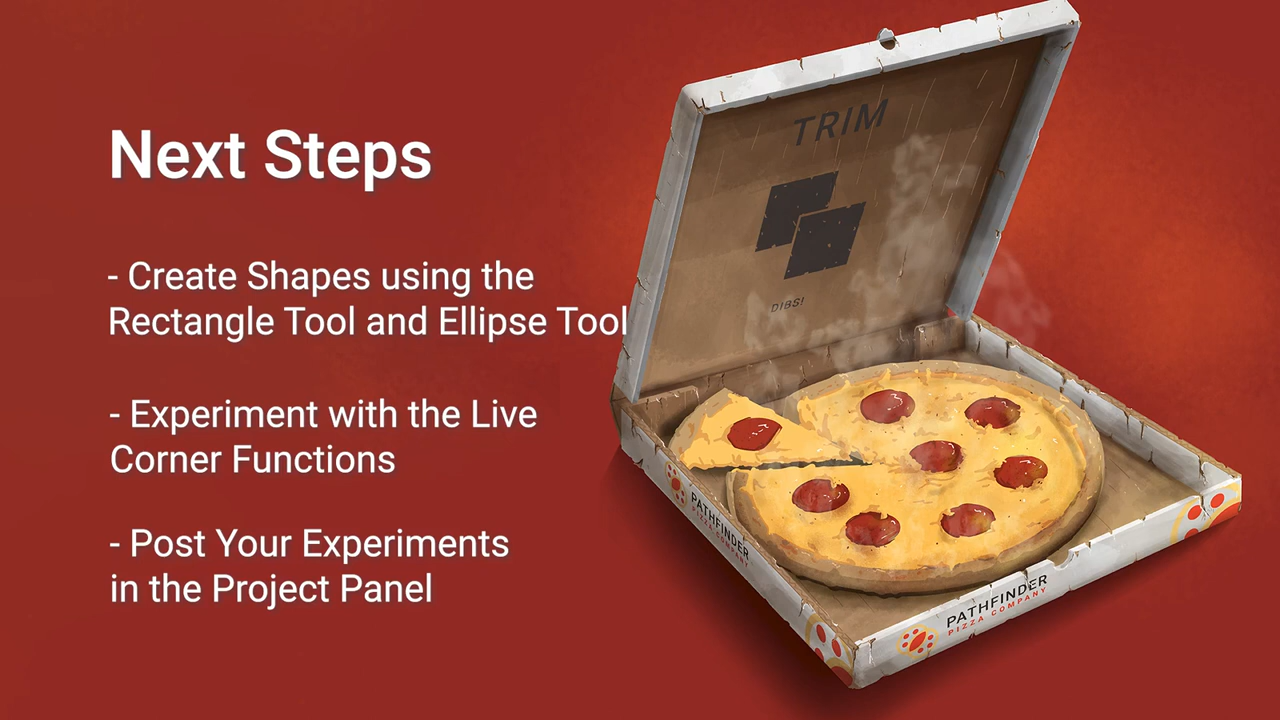 Next Steps
- Create Shapes using the
Rectangle Tool and Ellipse Tool
- Experiment with the Live
Corner Functions
- Post Your Experiments
in the Project Panel
TRIM
DIBS!
PATHFINDER
PIZZA COMPANY
PATHFINDER
PIZZA COMPANY